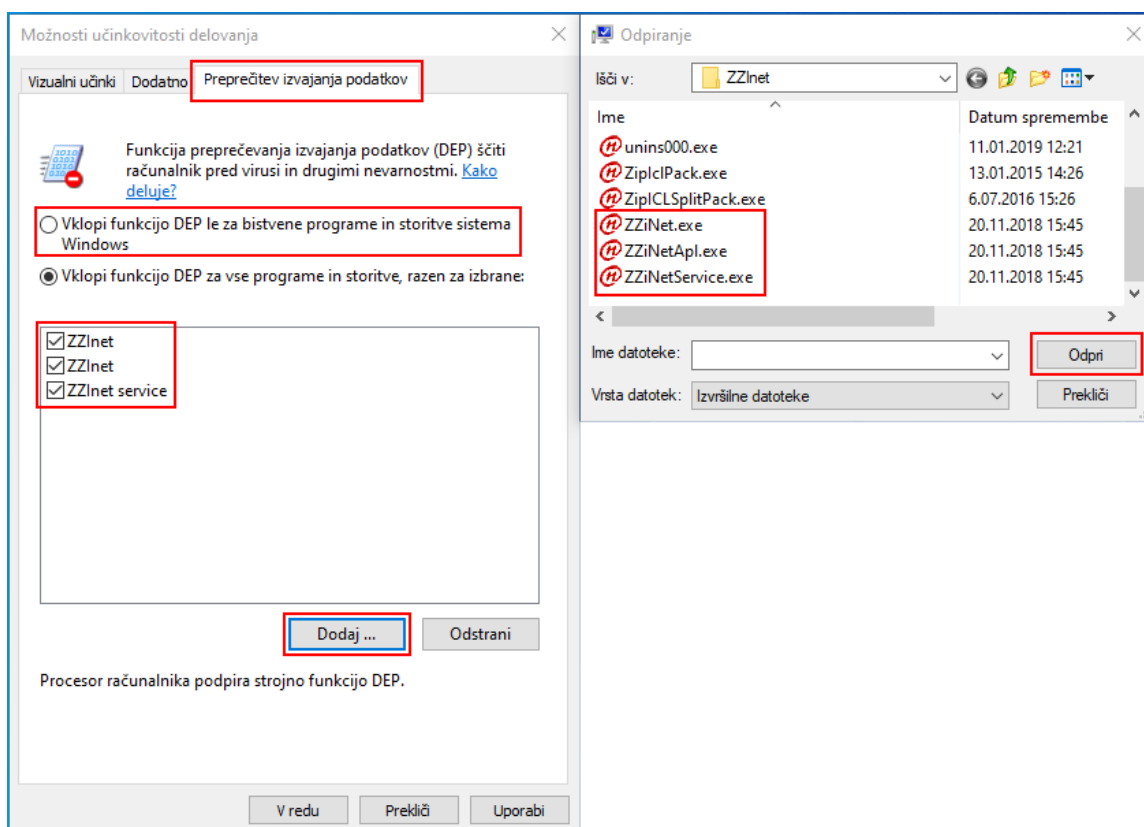 Možnosti učinkovitosti delovanja
Vizualni učinki
Dodatno
Preprečitev izvajanja podatkov
Funkcija preprečevanja izvajanja podatkov (DEP) ščiti
računalnik pred virusi in drugimi nevarnostmi. Kako
deluje?
Vklopi funkcijo DEP le za bistvene programe in storitve sistema
Windows
Vklopi funkcijo DEP za vse programe in storitve, razen za izbrane:
ZZInet
ZZInet
ZZInet service
Dodaj ...
Odstrani
Procesor računalnika podpira strojno funkcijo DEP.
V redu
Prekliči
Uporabi
Odpiranje
Išči v:
ZZInet
Ime
Datum spremembe
unins000.exe 11.01.2019 12:21
ZipIclPack.exe 13.01.2015 14:26
ZipICLSplitPack.exe 6.07.2016 15:26
ZZiNet.exe 20.11.2018 15:45
ZZiNetApl.exe 20.11.2018 15:45
ZZiNetService.exe 20.11.2018 15:45
Ime datoteke:
Odpri
Vrsta datotek: Izvršilne datoteke
Prekliči